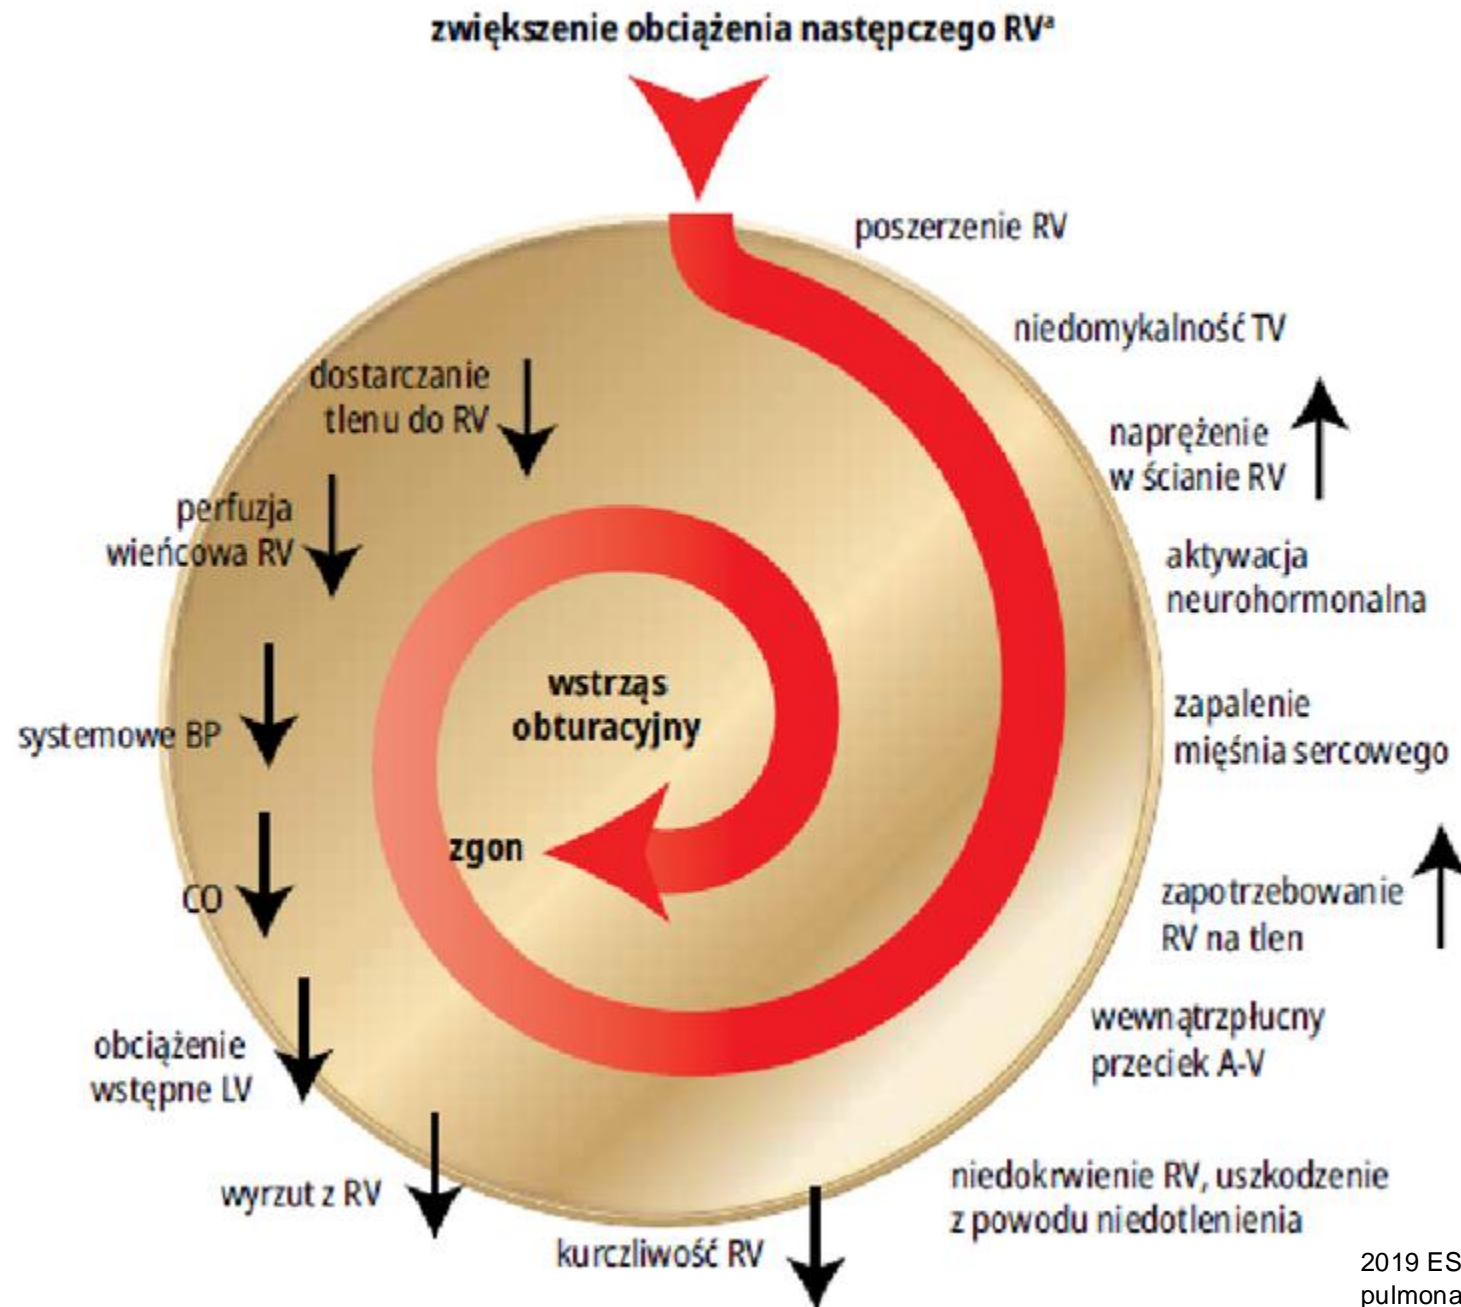 zwiększenie obciążenia następczego RVᵃ
poszerzenie RV
niedomykalność TV
naprężenie
w ścianie RV
aktywacja
neurohormonalna
zapalenie
mięśnia sercowego
zapotrzebowanie
RV na tlen
wewnątrzpłucny
przeciek A-V
niedokrwienie RV, uszkodzenie
z powodu niedotlenienia
kurczliwość RV
wyrzut z RV
obciążenie
wstępne LV
CO
systemowe BP
perfuzja
wieńcowa RV
dostarczanie
tlenu do RV
wstrząs
obturacyjny
zgon
2019 ES
pulmona